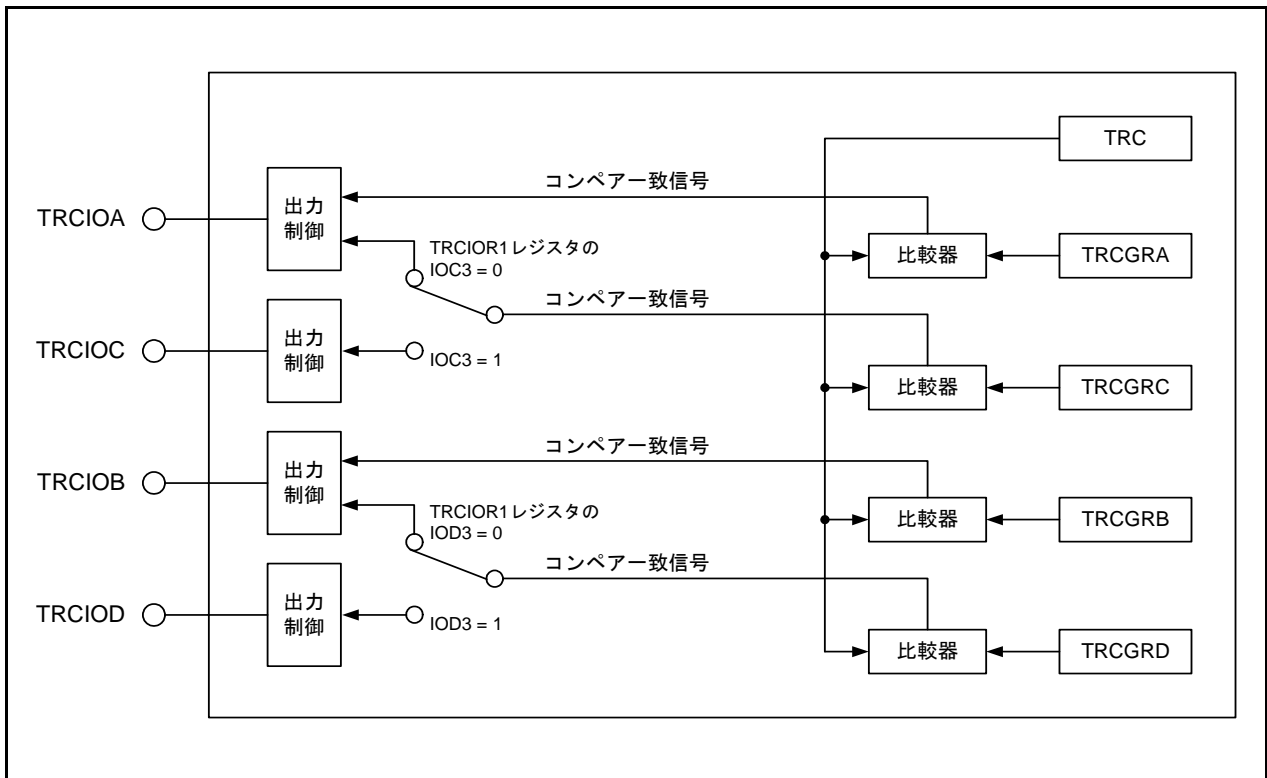 TRC
コンペア一致信号
TRCIOA
出力
制御
比較器
TRCGRA
TRCIOR1レジスタの
IOC3 = 0
コンペア一致信号
TRCIOC
出力
制御
IOC3 = 1
比較器
TRCGRC
コンペア一致信号
TRCIOB
出力
制御
比較器
TRCGRB
TRCIOR1レジスタの
IOD3 = 0
コンペア一致信号
TRCIOD
出力
制御
IOD3 = 1
比較器
TRCGRD